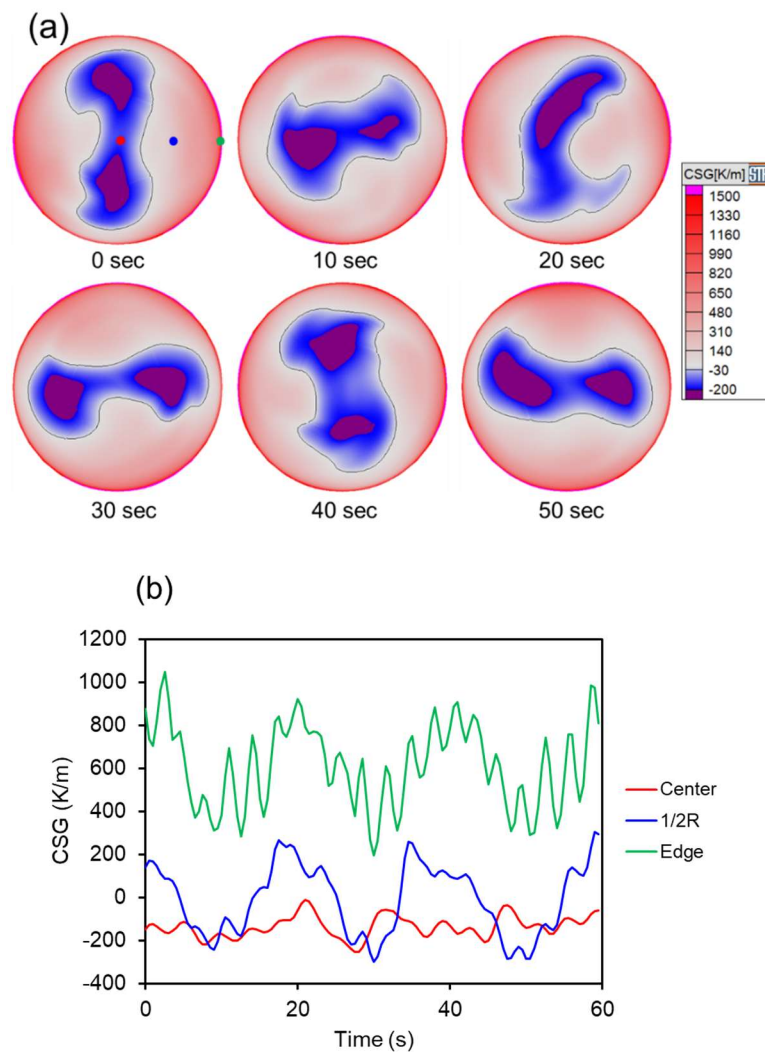 (a)
0 sec
10 sec
20 sec
CSG[K/m]
1500
1330
1160
990
820
650
480
310
140
-30
-200
30 sec
40 sec
50 sec
(b)
1200
1000
800
600
400
200
0
-200
-400
CSG (K/m)
0
20
40
60
Time (s)
Center
1/2R
Edge